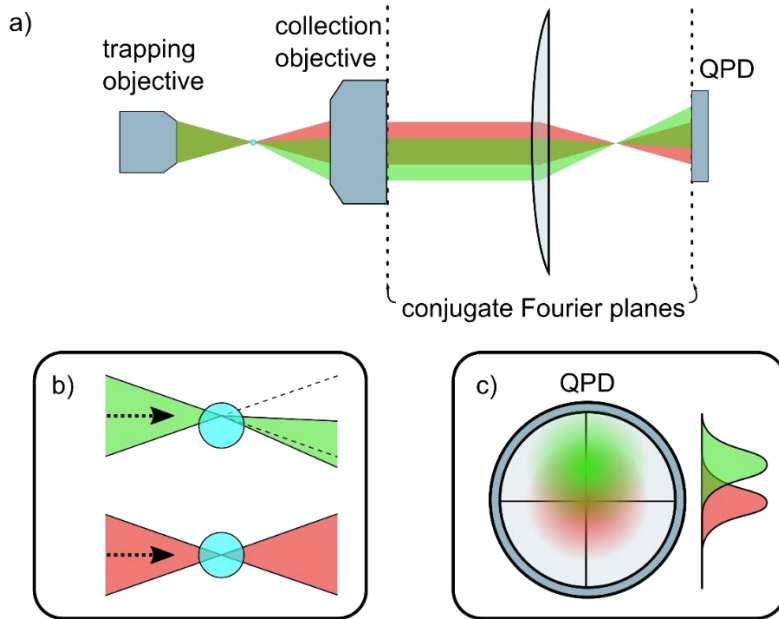 a)
trapping
objective
collection
objective
QPD
conjugate Fourier planes
b)
c)
QPD